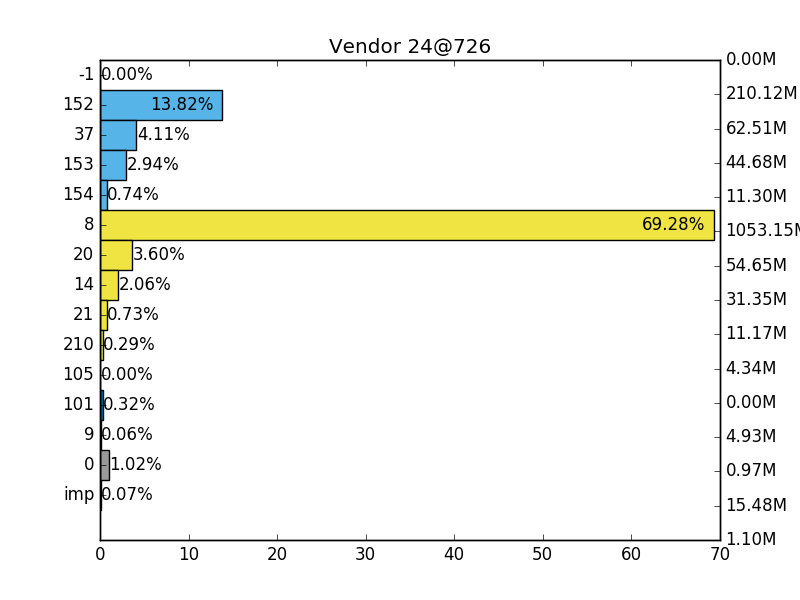 Vendor 24@726
-1 0.00% 0.00M
152 13.82% 210.12M
37 4.11% 62.51M
153 2.94% 44.68M
154 0.74% 11.30M
8 69.28% 1053.15M
20 3.60% 54.65M
14 2.06% 31.35M
21 0.73% 11.17M
210 0.29% 4.34M
105 0.00% 0.00M
101 0.32% 4.93M
9 0.06% 0.97M
0 1.02% 15.48M
imp 0.07% 1.10M
0 10 20 30 40 50 60 70